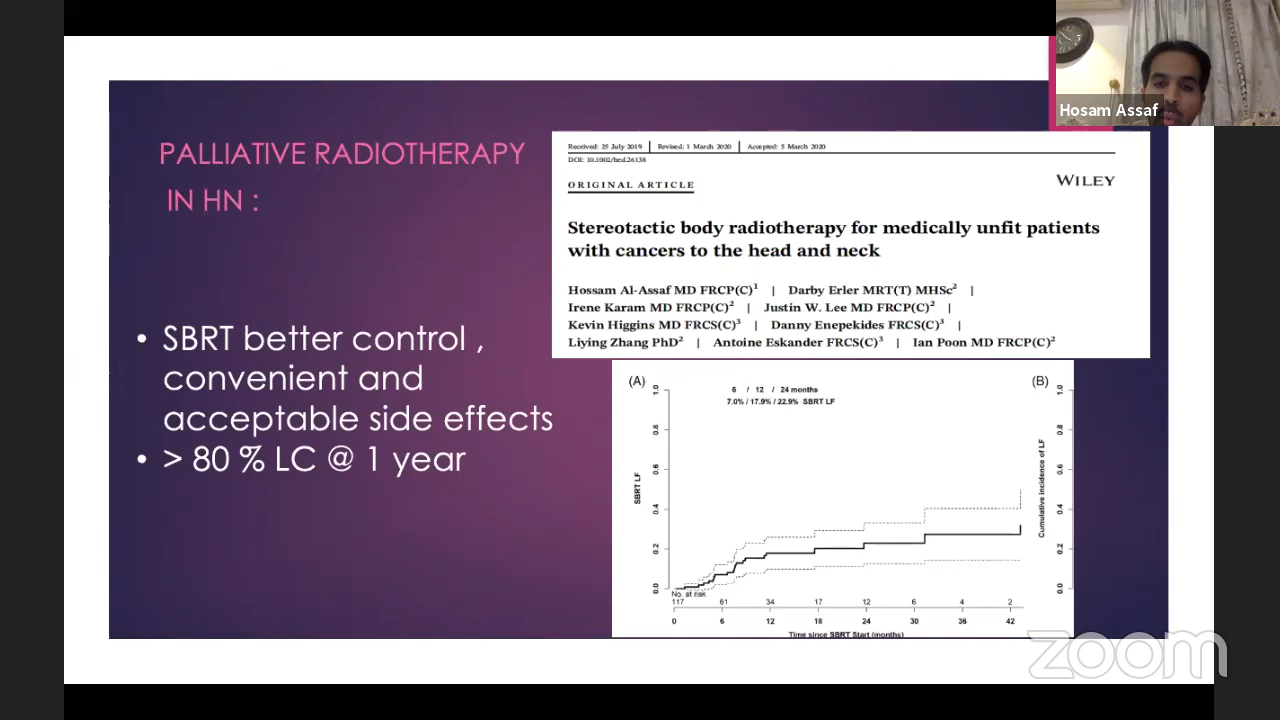 Hosam Assaf
PALLIATIVE RADIOTHERAPY
IN HN :
• SBRT better control ,
convenient and
acceptable side effects
• > 80 % LC @ 1 year
Received: 25 July 2019 | Revised: 1 March 2020 | Accepted: 5 March 2020
DOI: 10.1002/hed.26138
ORIGINAL ARTICLE
WILEY
Stereotactic body radiotherapy for medically unfit patients
with cancers to the head and neck
Hossam Al-Assaf MD FRCP(C)1 | Darby Erler MRT(T) MHSc2 |
Irene Karam MD FRCP(C)2 | Justin W. Lee MD FRCP(C)2 |
Kevin Higgins MD FRCS(C)3 | Danny Enepekides FRCS(C)3 |
Liying Zhang PhD2 | Antoine Eskander FRCS(C)3 | Ian Poon MD FRCP(C)2
(A)
6 / 12 / 24 months
7.0% / 17.9% / 22.9% SBRT LF
SBRT LF
1.0
0.8
0.6
0.4
0.2
0.0
No. at risk
117 61 34 17 12 6 4 2
0 6 12 18 24 30 36 42
Time since SBRT Start (months)
(B)
Cumulative incidence of LF
1.0
0.8
0.6
0.4
0.2
0.0
zoom